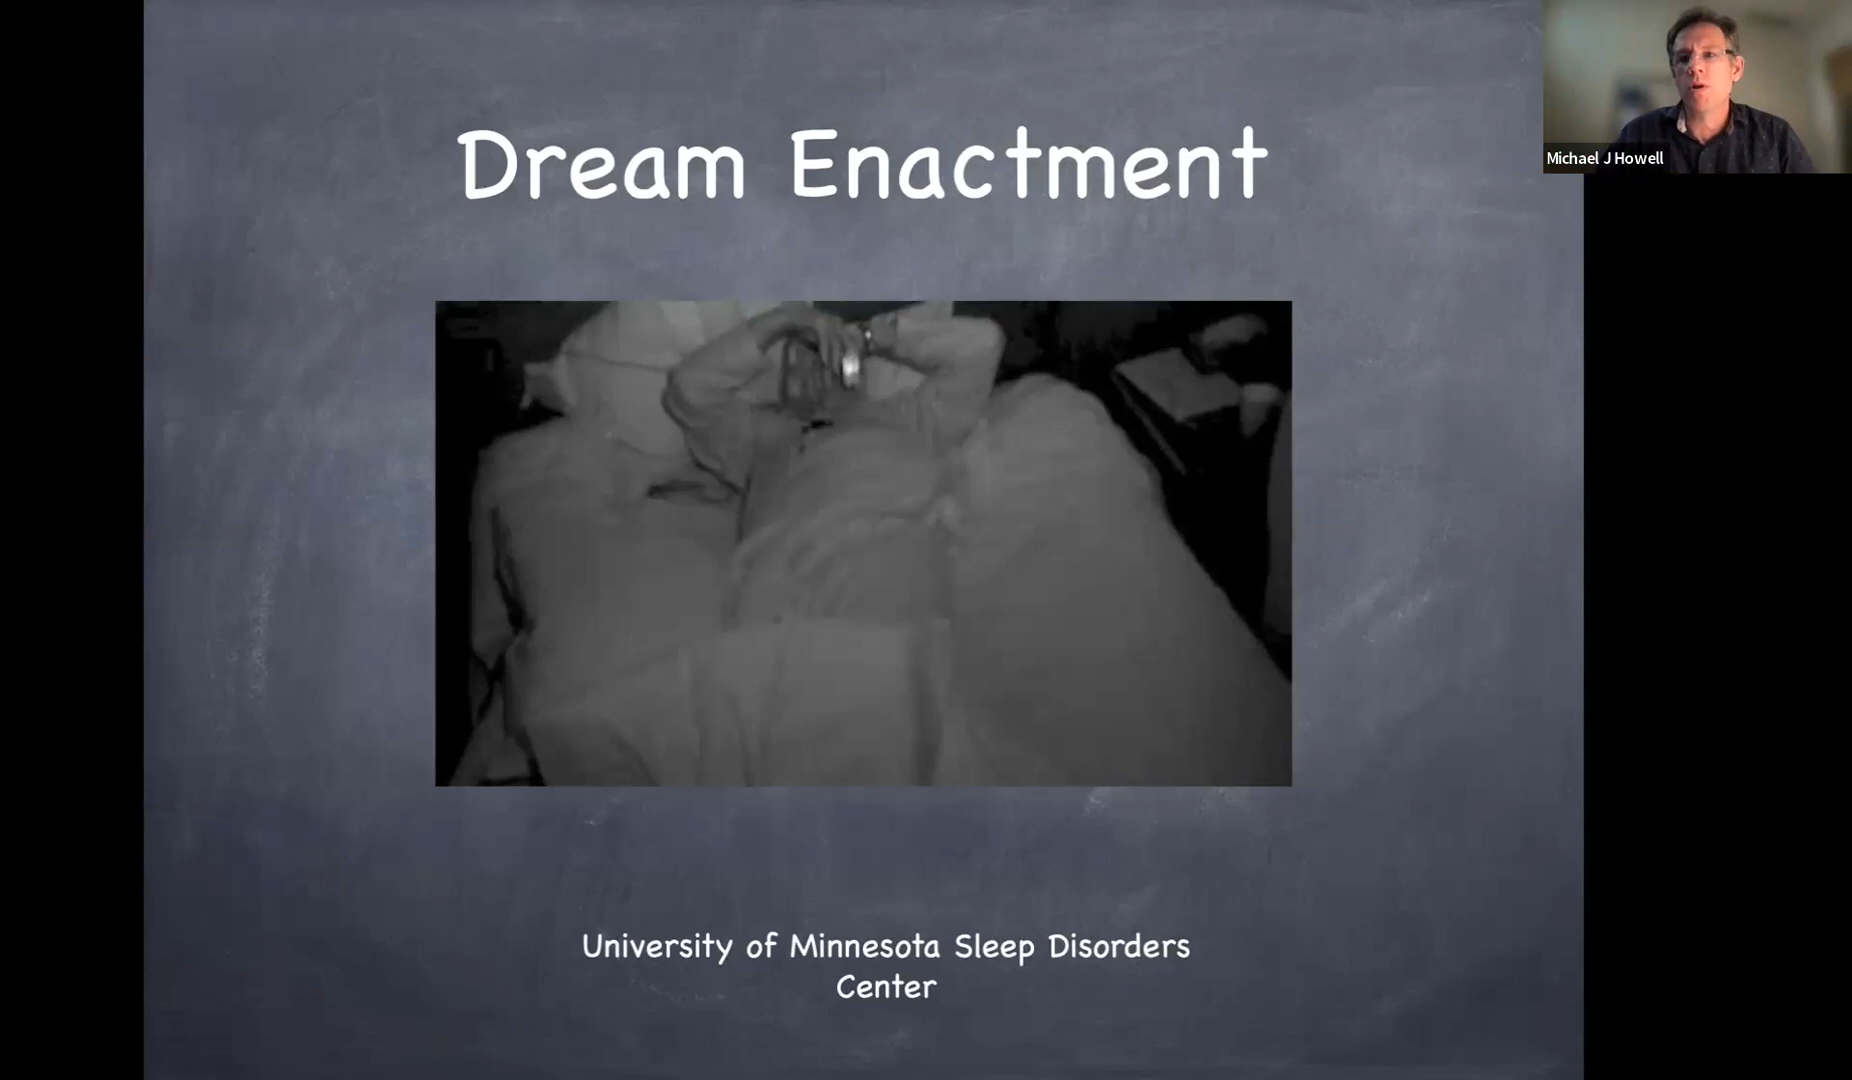 Dream Enactment
Michael J Howell
University of Minnesota Sleep Disorders
Center